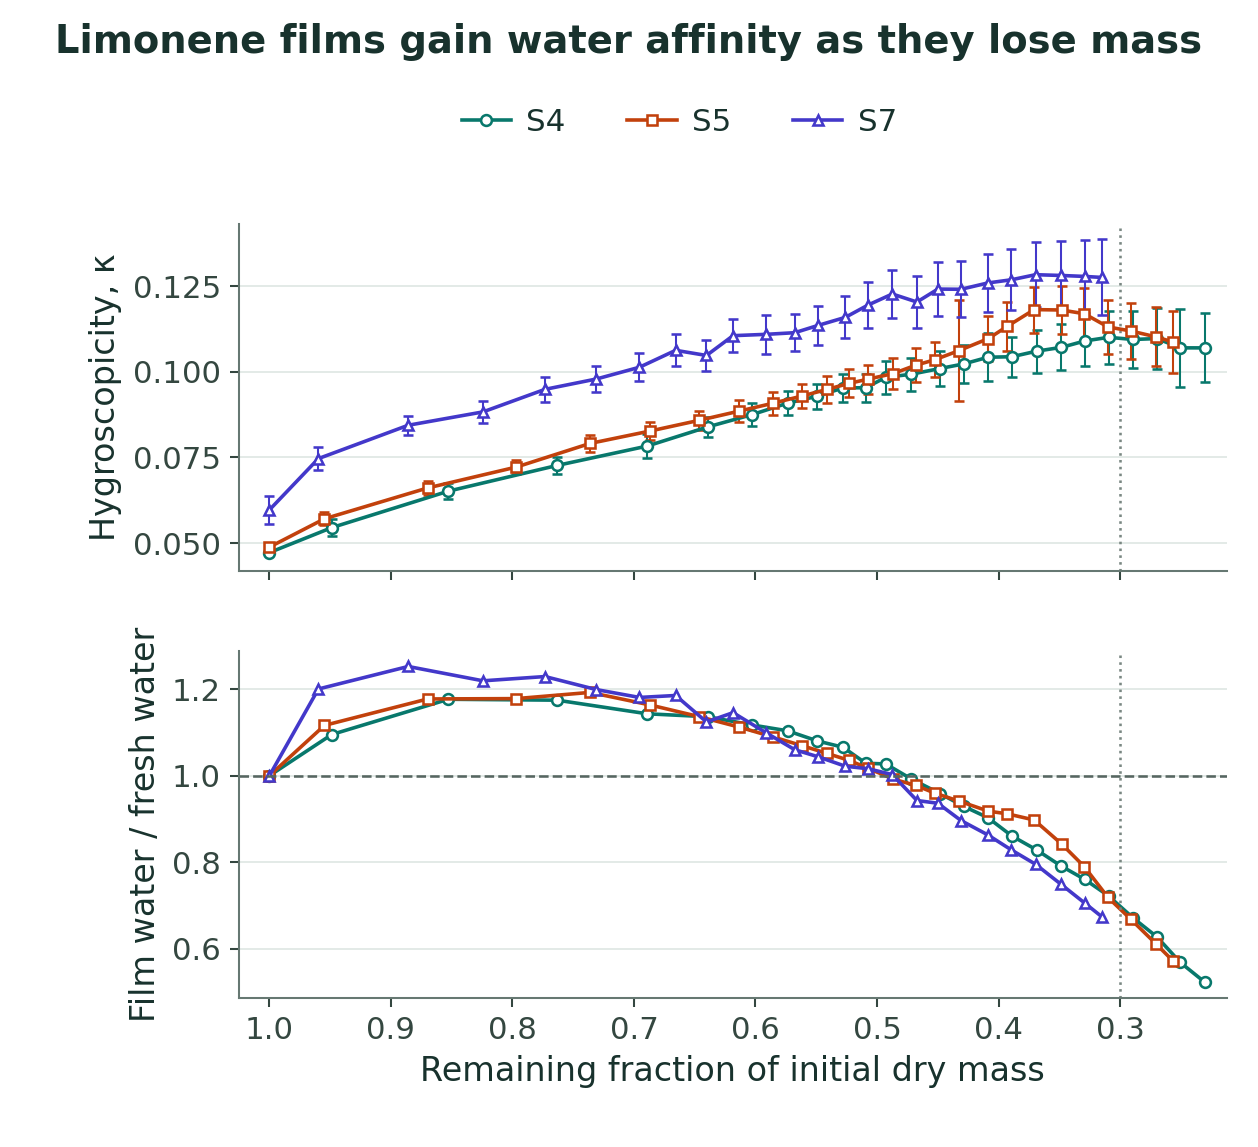 Limonene films gain water affinity as they lose mass
S4
S5
S7
Hygroscopicity, κ
0.125
0.100
0.075
0.050
Film water / fresh water
1.2
1.0
0.8
0.6
1.0
0.9
0.8
0.7
0.6
0.5
0.4
0.3
Remaining fraction of initial dry mass